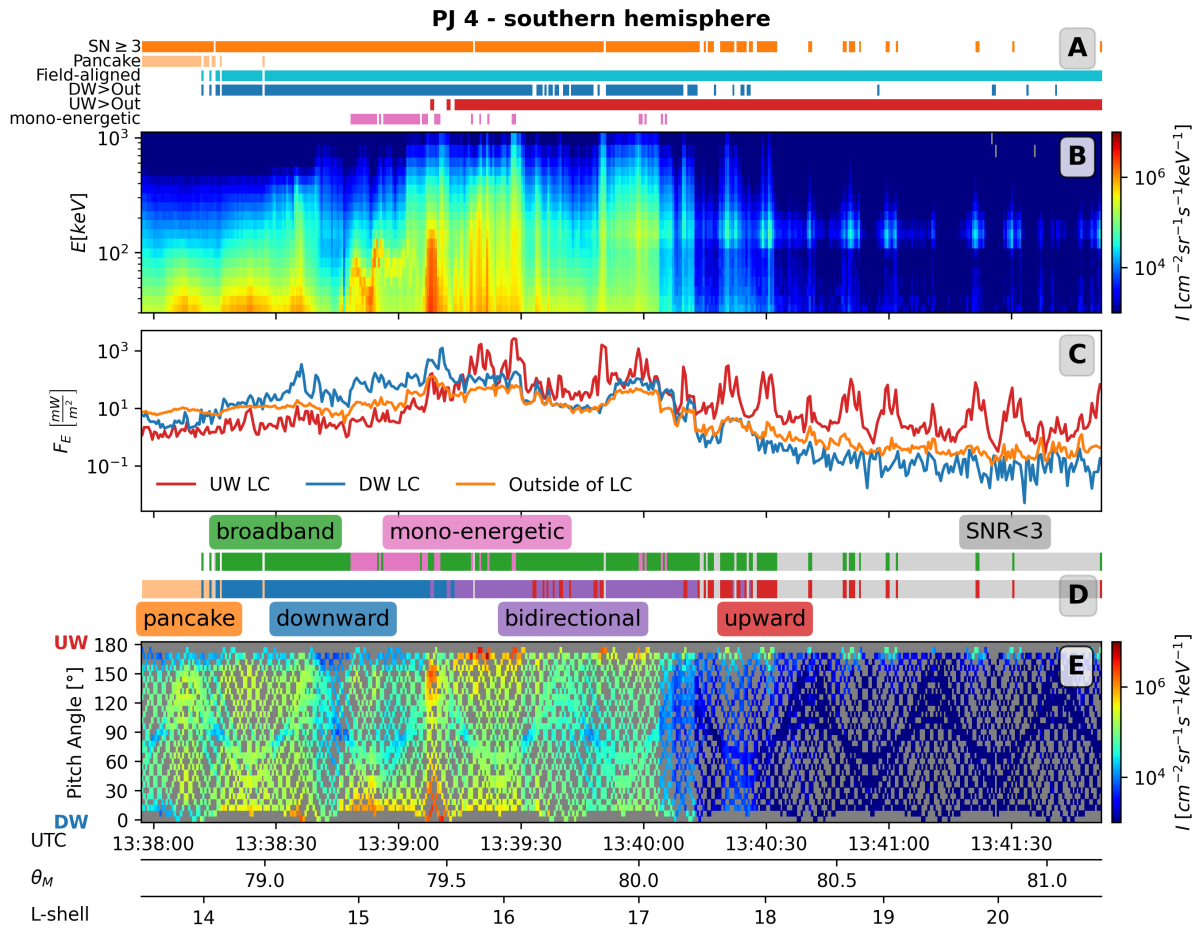 PJ 4 - southern hemisphere
SN ≥ 3
A
Pancake
Field-aligned
DW>Out
UW>Out
mono-energetic
10³
10²
E[keV]
B
10⁶
10⁴
I [cm⁻²sr⁻¹s⁻¹keV⁻¹]
10³
10¹
10⁻¹
F_E [mW/m²]
C
UW LC
DW LC
Outside of LC
broadband
mono-energetic
SNR<3
D
pancake
downward
bidirectional
upward
UW
180
150
120
90
60
30
0
DW
Pitch Angle [°]
E
10⁶
10⁴
I [cm⁻²sr⁻¹s⁻¹keV⁻¹]
UTC
13:38:00 13:38:30 13:39:00 13:39:30 13:40:00 13:40:30 13:41:00 13:41:30
θ_M
79.0 79.5 80.0 80.5 81.0
L-shell
14 15 16 17 18 19 20